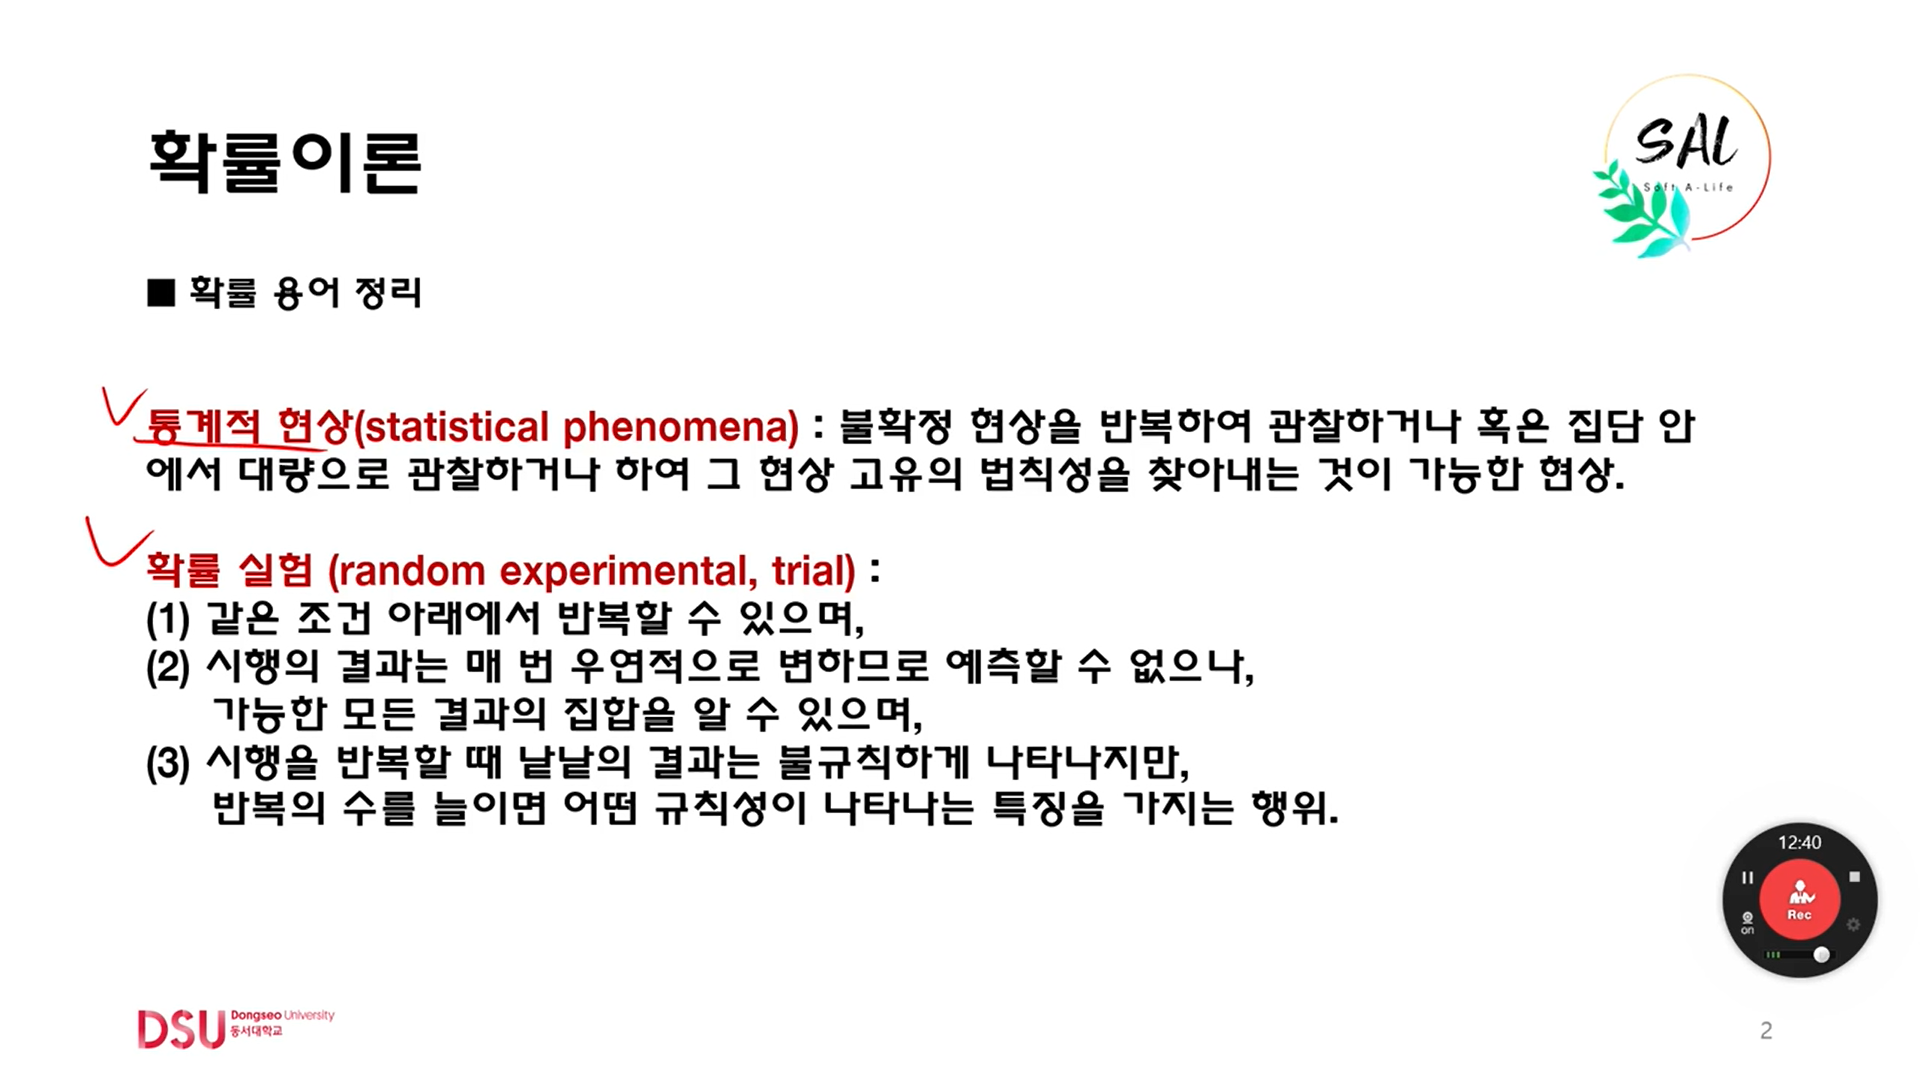 확률이론
SAL
Soft A-Life
■ 확률 용어 정리
통계적 현상(statistical phenomena) : 불확정 현상을 반복하여 관찰하거나 혹은 집단 안
에서 대량으로 관찰하거나 하여 그 현상 고유의 법칙성을 찾아내는 것이 가능한 현상.
확률 실험 (random experimental, trial) :
(1) 같은 조건 아래에서 반복할 수 있으며,
(2) 시행의 결과는 매 번 우연적으로 변하므로 예측할 수 없으나,
가능한 모든 결과의 집합을 알 수 있으며,
(3) 시행을 반복할 때 낱낱의 결과는 불규칙하게 나타나지만,
반복의 수를 늘이면 어떤 규칙성이 나타나는 특징을 가지는 행위.
12:40
Rec
on
DSU Dongseo University
동서대학교
2